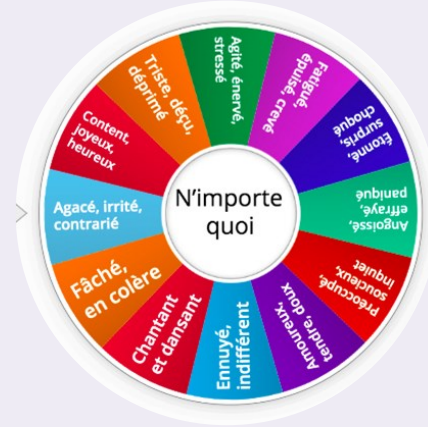 Agité, énervé,
stressé
Fatigué,
épuisé, crevé
Étonné,
surpris,
choqué
Angoissé,
effrayé,
paniqué
Préoccupé,
soucieux,
inquiet
Amoureux,
tendre, doux
Ennuyé,
indifférent
Chantant
et dansant
Fâché,
en colère
Agacé, irrité,
contrarié
Content,
joyeux,
heureux
Triste, déçu,
déprimé
N'importe
quoi